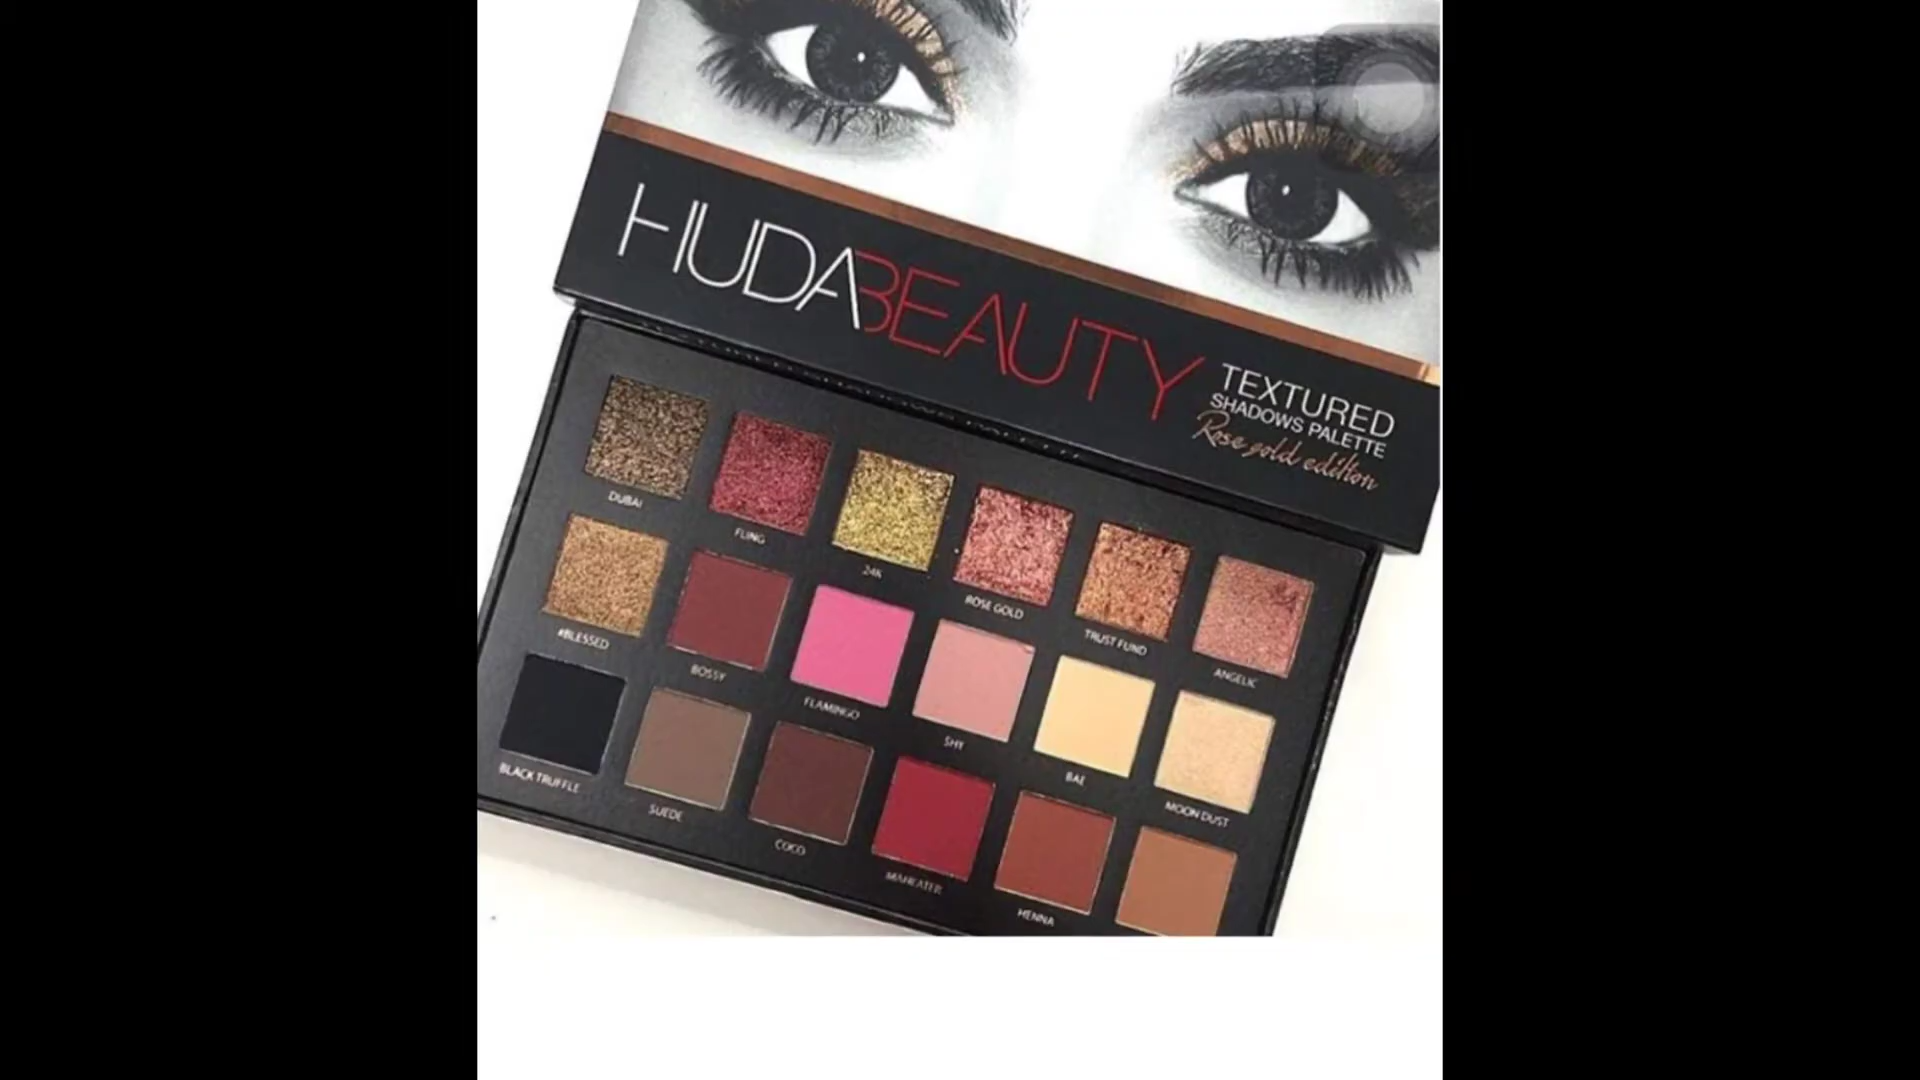 HUDABEAUTY
TEXTURED
SHADOWS PALETTE
Rose gold edition
DUBAI
FLING
24K
ROSE GOLD
TRUST FUND
ANGELIC
#BLESSED
BOSSY
FLAMINGO
SHY
BAE
MOON DUST
BLACK TRUFFLE
SUEDE
COCO
MANEATER
HENNA